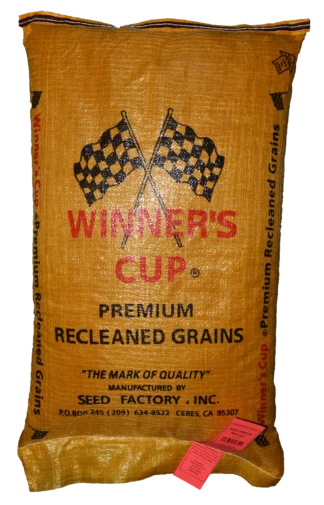 WINNER'S
CUP®
PREMIUM
RECLEANED GRAINS
"THE MARK OF QUALITY"
MANUFACTURED BY
SEED FACTORY, INC.
P.O.BOX 245 (209) 634-8522 CERES, CA 95307
Winner's Cup Premium Recleaned Grains
Winner's Cup Premium Recleaned Grains